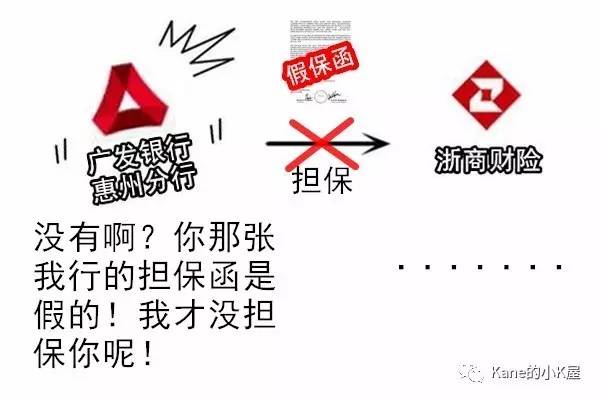 假保函
广发银行
惠州分行
担保
浙商财险
没有啊？你那张
我行的担保函是
假的！我才没担
保你呢！
·······
Kane的小K屋